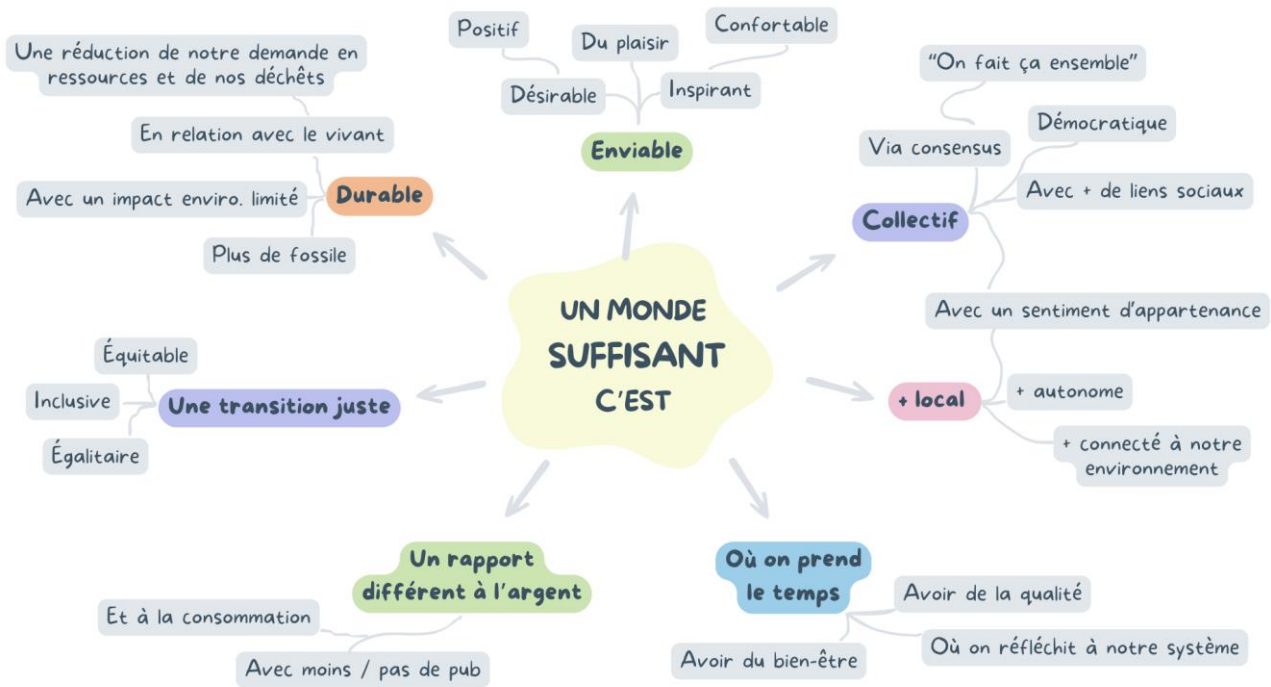 UN MONDE
SUFFISANT
C'EST
Enviable
Positif
Désirable
Du plaisir
Inspirant
Confortable
Collectif
"On fait ça ensemble"
Via consensus
Démocratique
Avec + de liens sociaux
Avec un sentiment d'appartenance
+ local
+ autonome
+ connecté à notre
environnement
Où on prend
le temps
Avoir de la qualité
Où on réfléchit à notre système
Avoir du bien-être
Un rapport
différent à l'argent
Et à la consommation
Avec moins / pas de pub
Une transition juste
Équitable
Inclusive
Égalitaire
Durable
Une réduction de notre demande en
ressources et de nos déchêts
En relation avec le vivant
Avec un impact enviro. limité
Plus de fossile